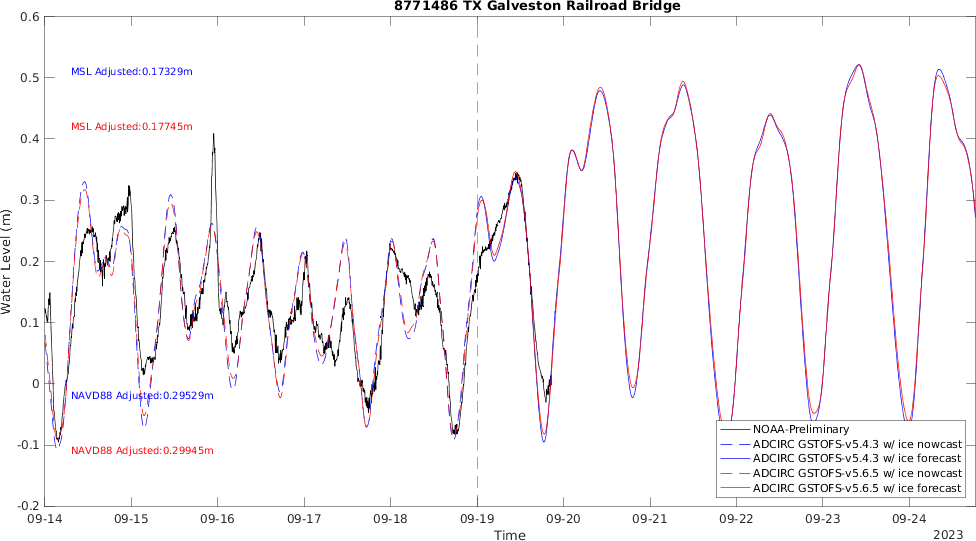 8771486 TX Galveston Railroad Bridge
0.6
0.5
0.4
0.3
0.2
0.1
0
-0.1
-0.2
Water Level (m)
MSL Adjusted:0.17329m
MSL Adjusted:0.17745m
NAVD88 Adjusted:0.29529m
NAVD88 Adjusted:0.29945m
NOAA-Preliminary
ADCIRC GSTOFS-v5.4.3 w/ ice nowcast
ADCIRC GSTOFS-v5.4.3 w/ ice forecast
ADCIRC GSTOFS-v5.6.5 w/ ice nowcast
ADCIRC GSTOFS-v5.6.5 w/ ice forecast
09-14 09-15 09-16 09-17 09-18 09-19 09-20 09-21 09-22 09-23 09-24
Time
2023